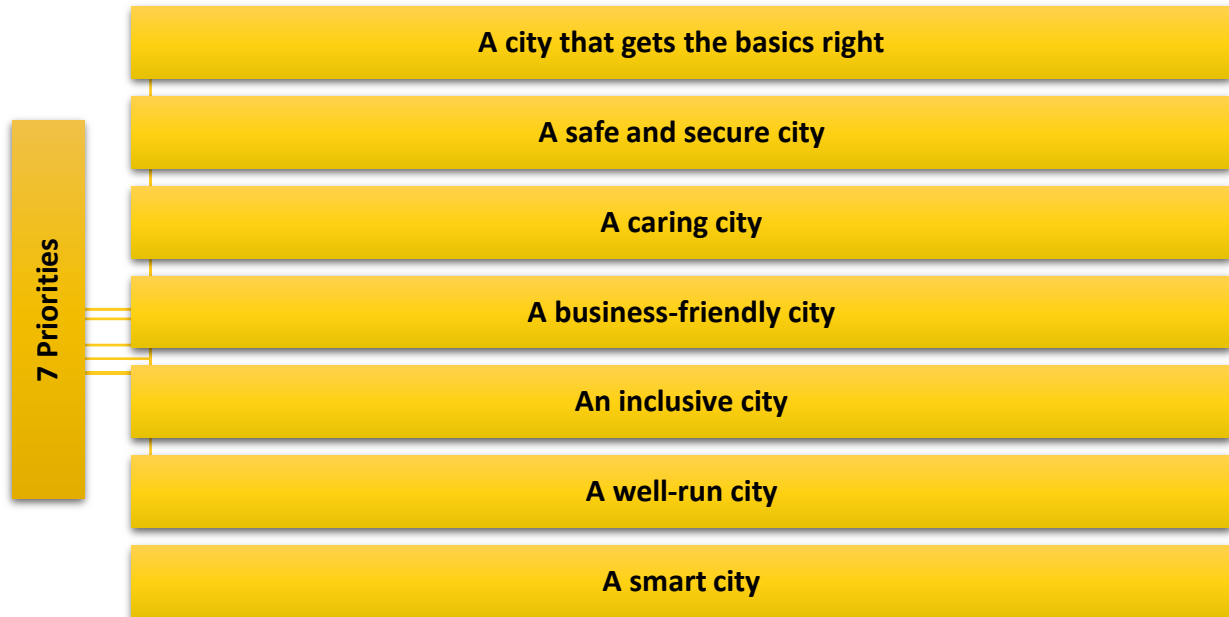 7 Priorities
A city that gets the basics right
A safe and secure city
A caring city
A business-friendly city
An inclusive city
A well-run city
A smart city